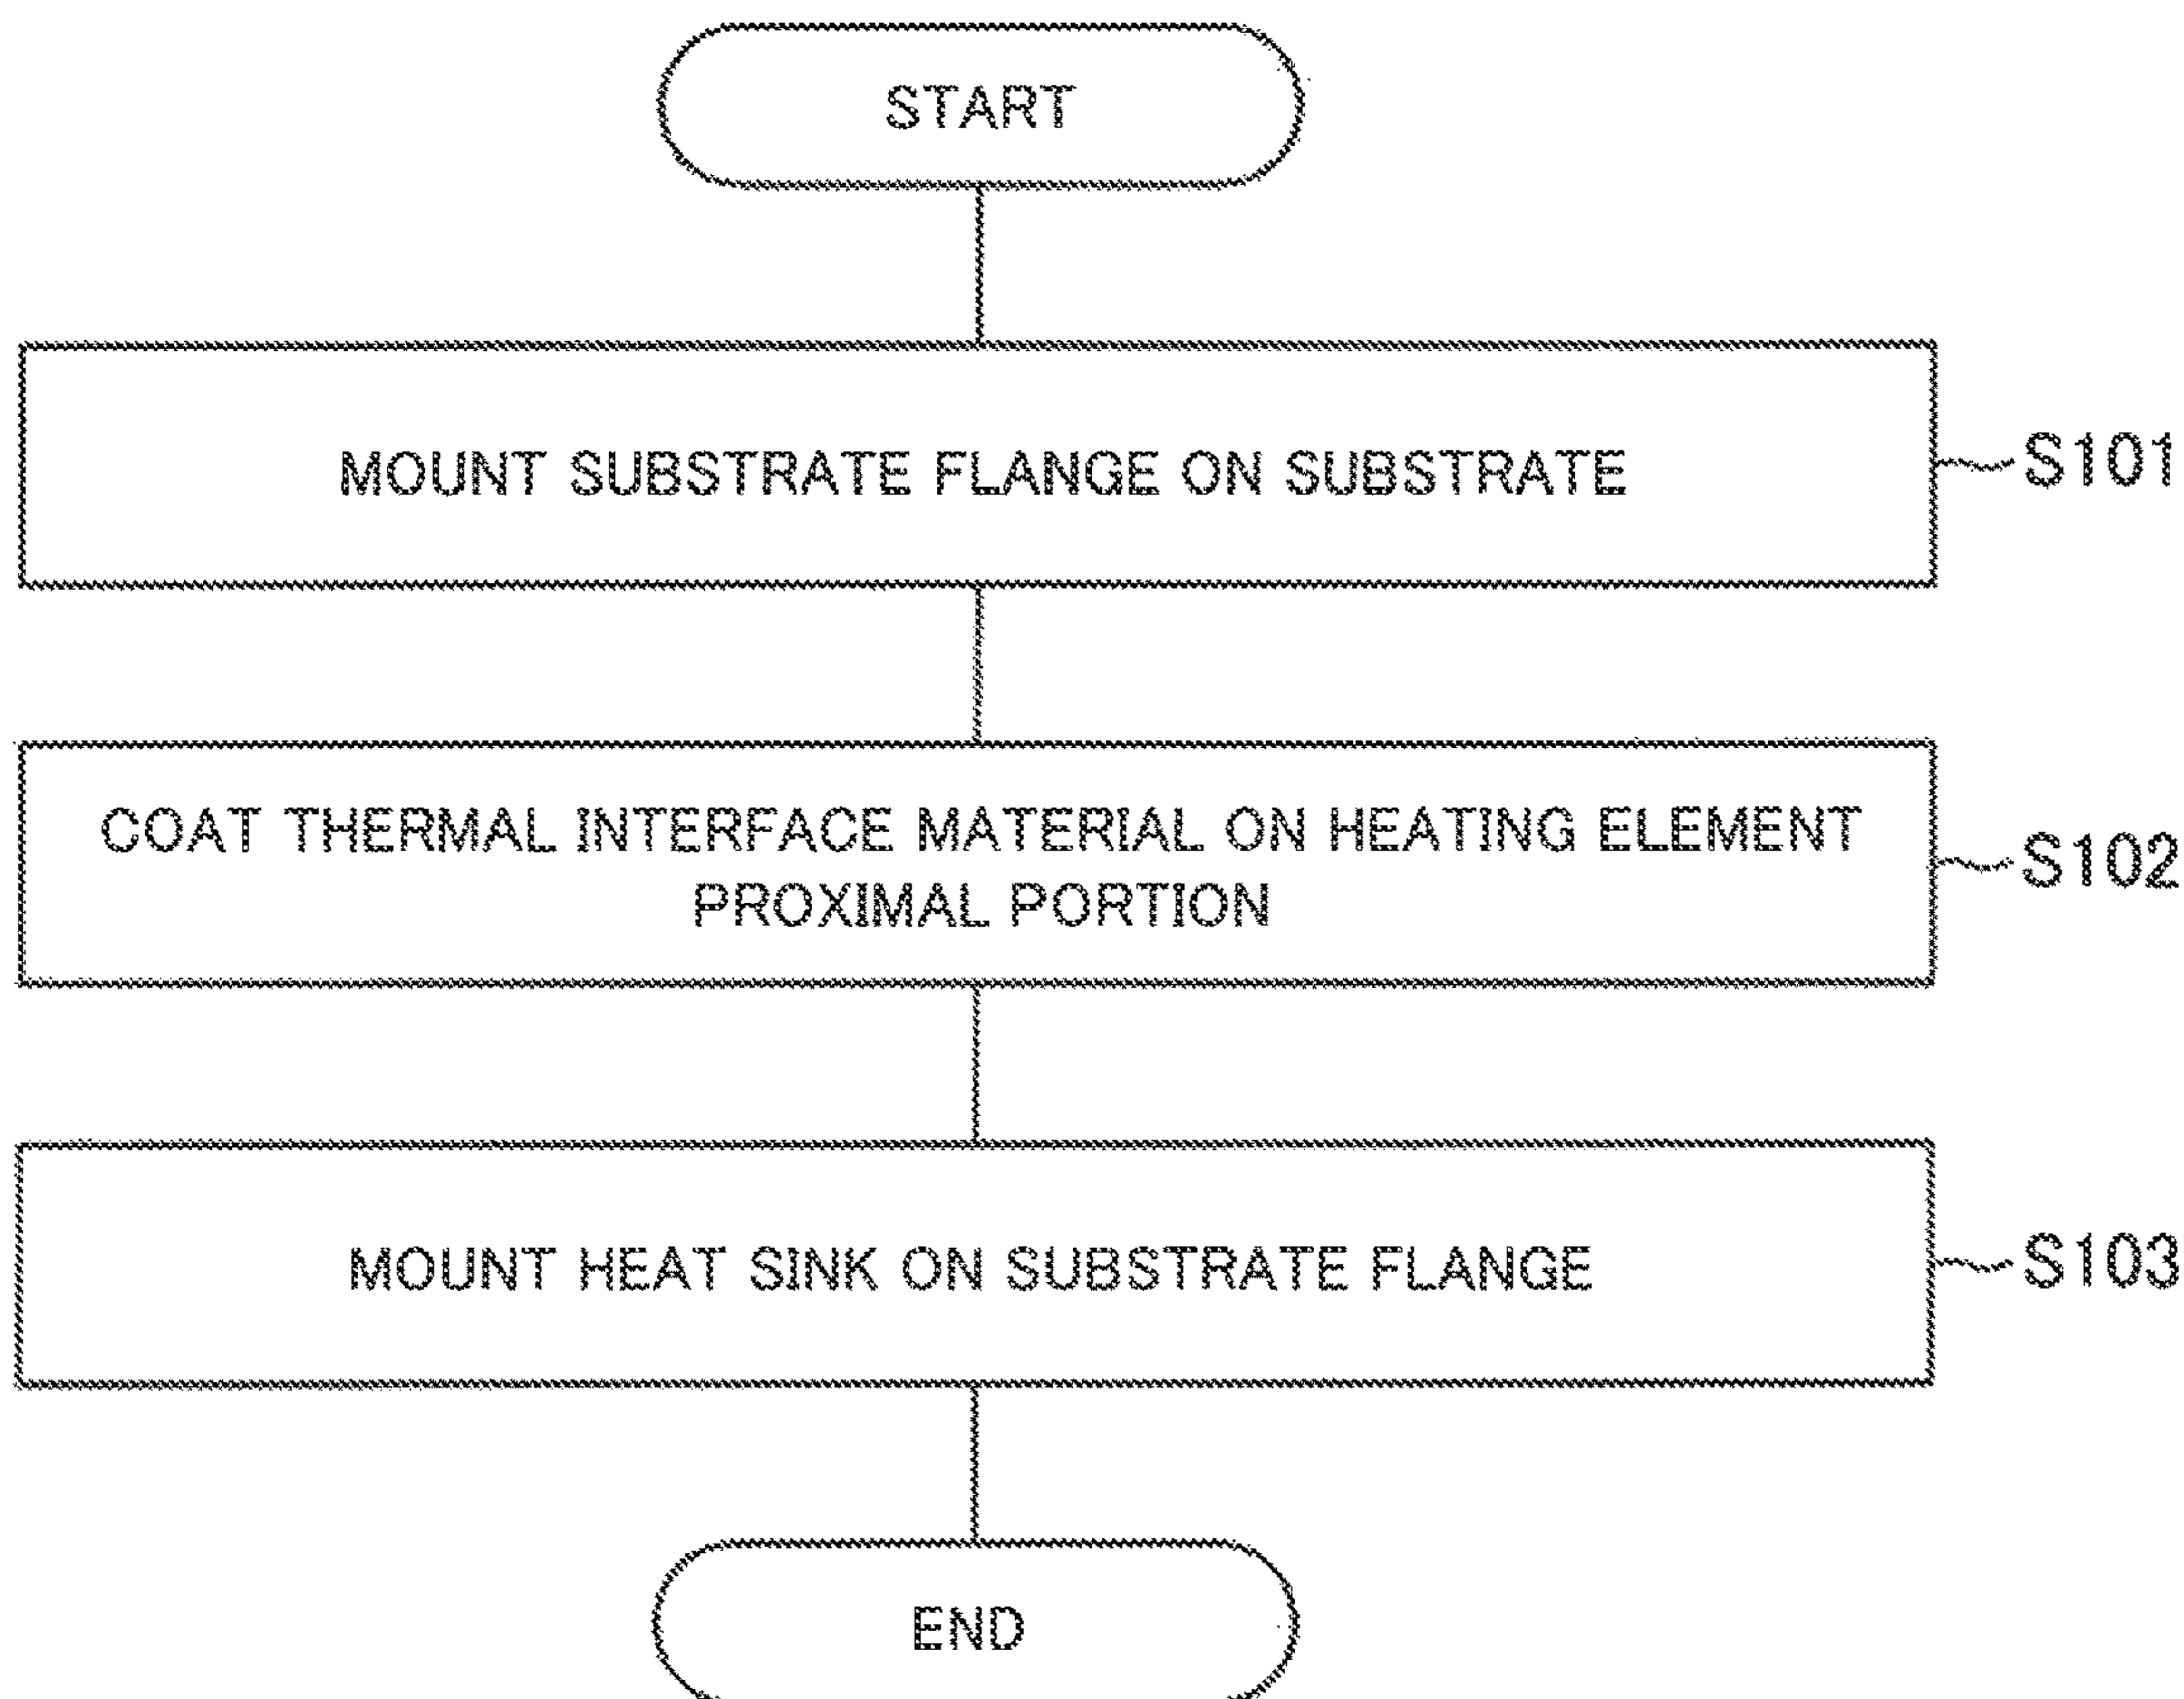 START
MOUNT SUBSTRATE FLANGE ON SUBSTRATE
S101
COAT THERMAL INTERFACE MATERIAL ON HEATING ELEMENT
PROXIMAL PORTION
S102
MOUNT HEAT SINK ON SUBSTRATE FLANGE
S103
END